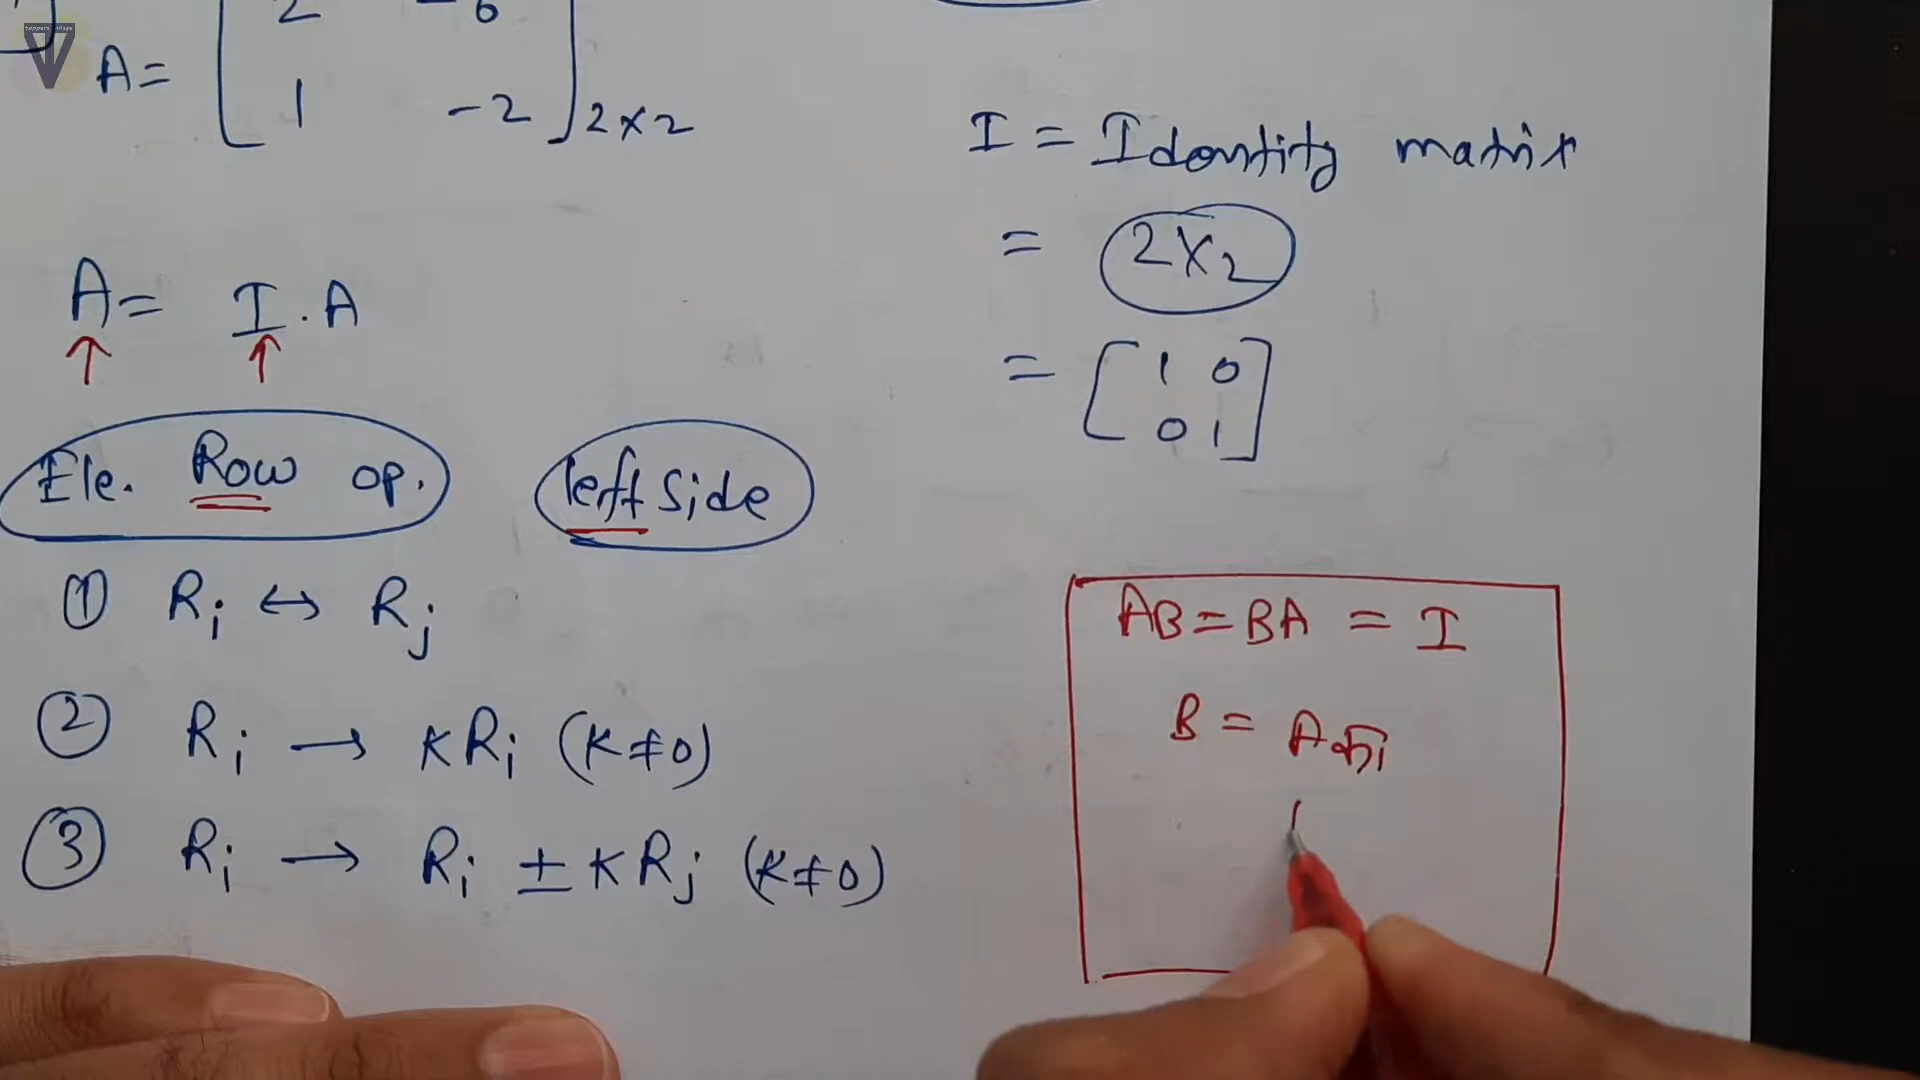 A = [ 2 -6
1 -2 ] 2×2
A = I . A
Ele. Row op. left side
① Ri ↔ Rj
② Ri → KRi (K≠0)
③ Ri → Ri ± KRj (K≠0)
I = Identity matrix
= 2×2
= [ 1 0
0 1 ]
AB = BA = I
B = A का